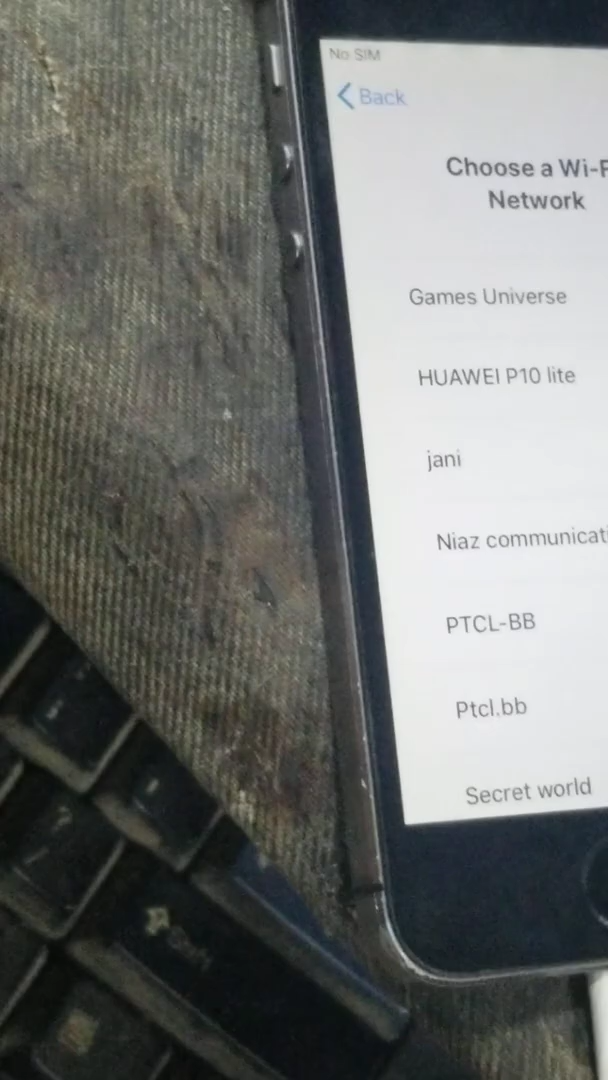 No SIM
Back
Choose a Wi-F
Network
Games Universe
HUAWEI P10 lite
jani
Niaz communicati
PTCL-BB
Ptcl.bb
Secret world